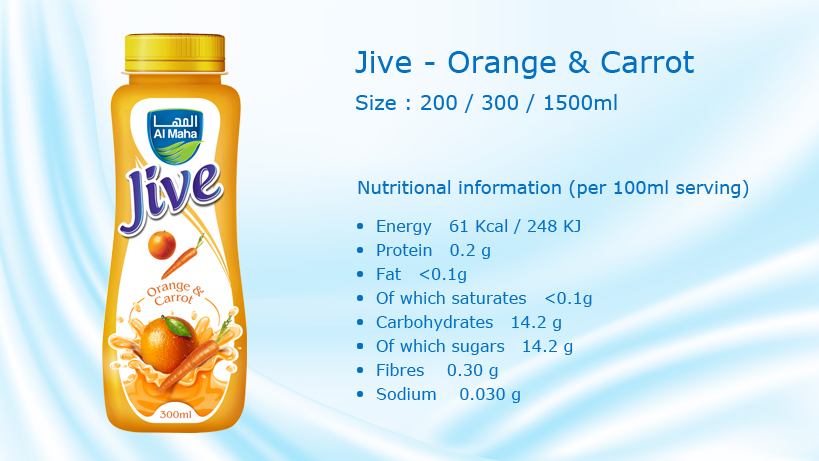 المها
Al Maha
Jive
Orange &
Carrot
300ml
Jive - Orange & Carrot
Size : 200 / 300 / 1500ml
Nutritional information (per 100ml serving)
• Energy 61 Kcal / 248 KJ
• Protein 0.2 g
• Fat <0.1g
• Of which saturates <0.1g
• Carbohydrates 14.2 g
• Of which sugars 14.2 g
• Fibres 0.30 g
• Sodium 0.030 g